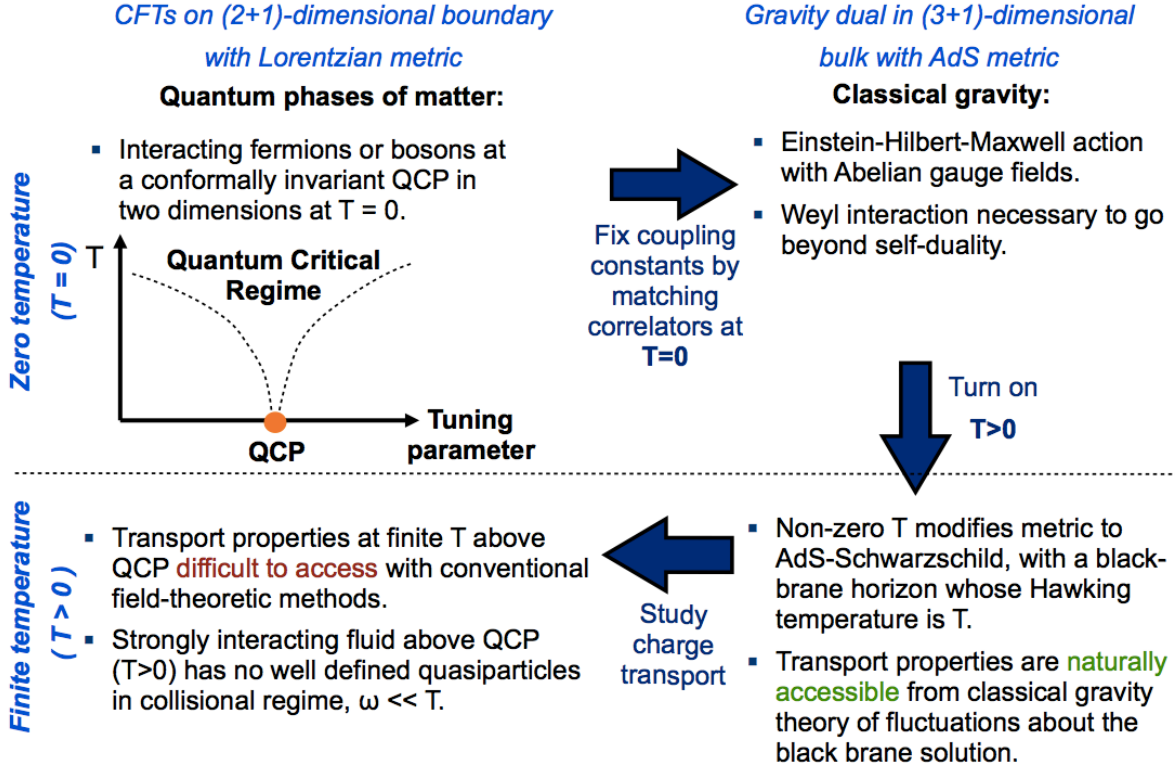 CFTs on (2+1)-dimensional boundary
with Lorentzian metric
Gravity dual in (3+1)-dimensional
bulk with AdS metric
Zero temperature
(T = 0)
Quantum phases of matter:
▪ Interacting fermions or bosons at
a conformally invariant QCP in
two dimensions at T = 0.
T
Quantum Critical
Regime
QCP
Tuning
parameter
Fix coupling
constants by
matching
correlators at
T=0
Classical gravity:
▪ Einstein-Hilbert-Maxwell action
with Abelian gauge fields.
▪ Weyl interaction necessary to go
beyond self-duality.
Turn on
T>0
Finite temperature
( T > 0 )
▪ Transport properties at finite T above
QCP difficult to access with conventional
field-theoretic methods.
▪ Strongly interacting fluid above QCP
(T>0) has no well defined quasiparticles
in collisional regime, ω << T.
Study
charge
transport
▪ Non-zero T modifies metric to
AdS-Schwarzschild, with a black-
brane horizon whose Hawking
temperature is T.
▪ Transport properties are naturally
accessible from classical gravity
theory of fluctuations about the
black brane solution.